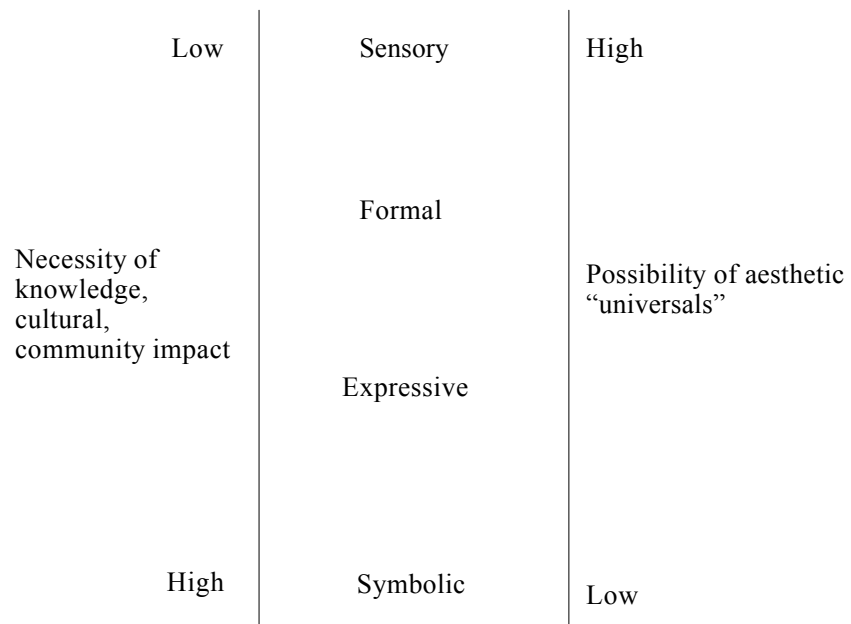 Low
Sensory
High
Formal
Necessity of
knowledge,
cultural,
community impact
Possibility of aesthetic
“universals”
Expressive
High
Symbolic
Low